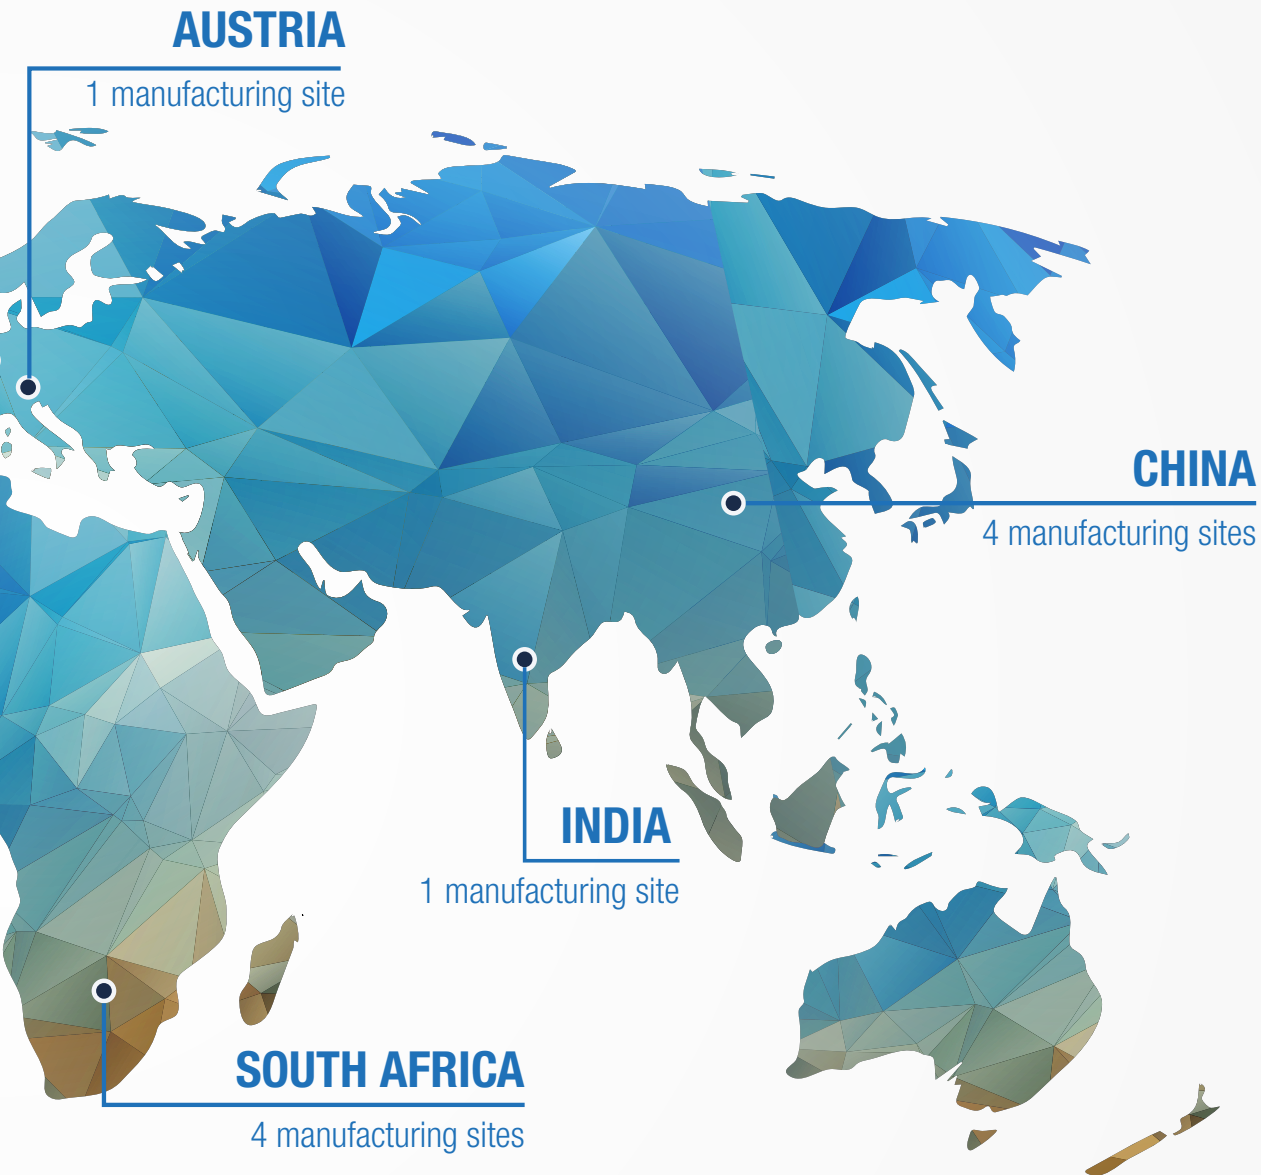 AUSTRIA
1 manufacturing site
CHINA
4 manufacturing sites
INDIA
1 manufacturing site
SOUTH AFRICA
4 manufacturing sites